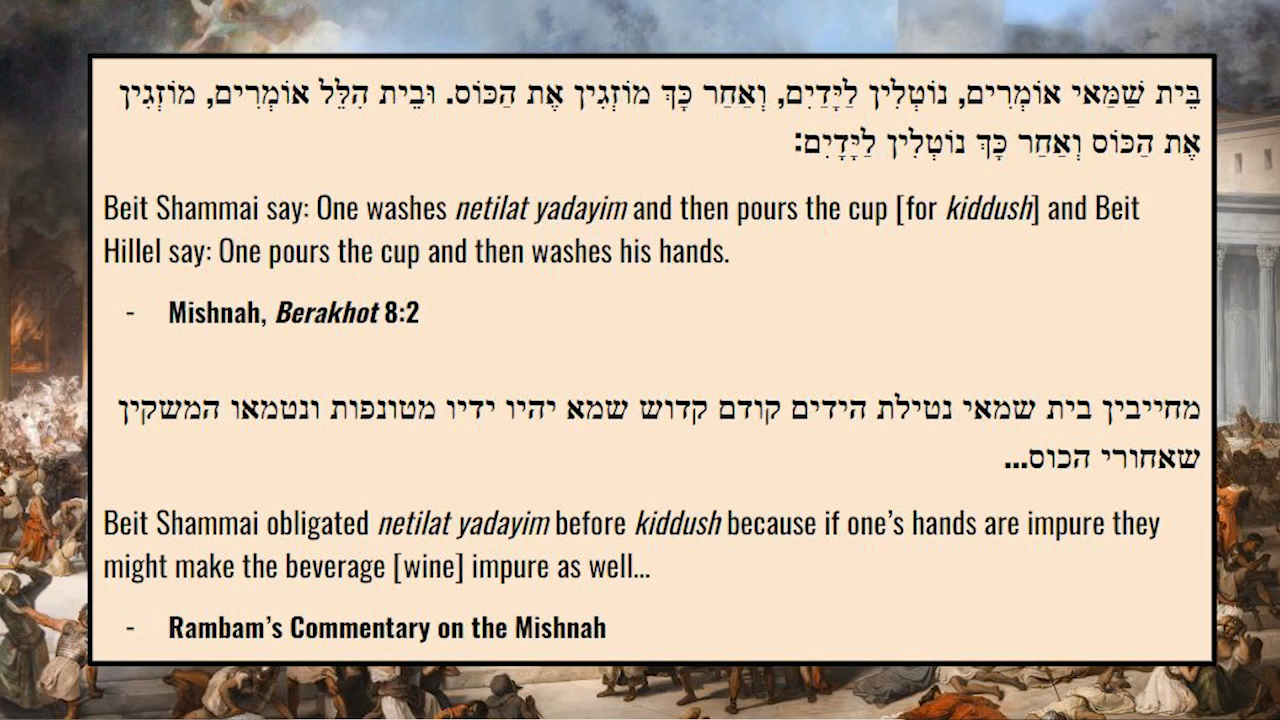 בֵּית שַׁמַּאי אוֹמְרִים, נוֹטְלִין לַיָּדַיִם, וְאַחַר כָּךְ מוֹזְגִין אֶת הַכּוֹס. וּבֵית הִלֵּל אוֹמְרִים, מוֹזְגִין
אֶת הַכּוֹס וְאַחַר כָּךְ נוֹטְלִין לַיָּדָיִם:
Beit Shammai say: One washes netilat yadayim and then pours the cup [for kiddush] and Beit
Hillel say: One pours the cup and then washes his hands.
- Mishnah, Berakhot 8:2
מחייבין בית שמאי נטילת הידים קודם קדוש שמא יהיו ידיו מטונפות ונטמאו המשקין
שאחורי הכוס...
Beit Shammai obligated netilat yadayim before kiddush because if one’s hands are impure they
might make the beverage [wine] impure as well...
- Rambam’s Commentary on the Mishnah